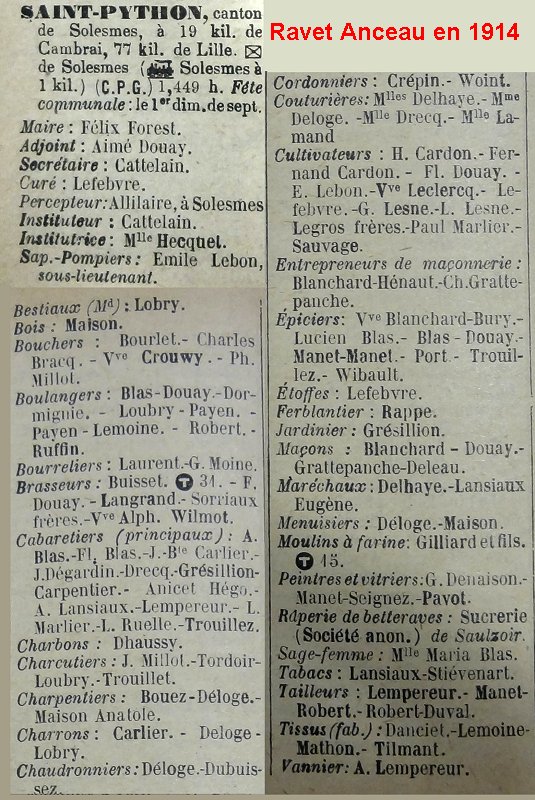 SAINT-PYTHON, canton
de Solesmes, à 19 kil. de
Cambrai, 77 kil. de Lille. ✉
de Solesmes (🚂 Solesmes à
1 kil.) (C.P.G.) 1,449 h. Fête
communale : le 1er dim. de sept.
Maire : Félix Forest.
Adjoint : Aimé Douay.
Secrétaire : Cattelain.
Curé : Lefebvre.
Percepteur: Allilaire, à Solesmes
Instituteur : Cattelain.
Institutrice : Mlle Hecquet.
Sap.-Pompiers : Emile Lebon,
sous-lieutenant.
Bestiaux (Md) : Lobry.
Bois : Maison.
Bouchers : Bourlet.- Charles
Bracq. - Vve Crouwy. - Ph.
Millot.
Boulangers : Blas-Douay.-Dor-
mignie. - Loubry-Payen. -
Payen-Lemoine. - Robert. -
Ruffin.
Bourreliers : Laurent.-G. Moine.
Brasseurs : Buisset. T 31. - F.
Douay. - Langrand.- Sorriaux
frères.-Vve Alph. Wilmot.
Cabaretiers (principaux) : A.
Blas.-Fl. Blas.-J.-Bte Carlier.-
J.Dégardin.-Drecq.-Grésillion-
Carpentier.- Anicet Hégo.-
A. Lansiaux.-Lempereur.- L.
Marlier.-L. Ruelle.-Trouillez.
Charbons : Dhaussy.
Charcutiers : J. Millot.-Tordoir-
Loubry.-Trouillet.
Charpentiers : Bouez-Déloge.-
Maison Anatole.
Charrons : Carlier. - Deloge -
Lobry.
Chaudronniers : Déloge.-Dubuis-
sez.
Ravet Anceau en 1914
Cordonniers : Crépin.- Woint.
Couturières: Mlles Delhaye.- Mme
Deloge. -Mlle Drecq.- Mlle La-
mand
Cultivateurs : H. Cardon.- Fer-
nand Cardon. - Fl. Douay. -
E. Lebon.-Vve Leclercq.- Le-
febvre.-G. Lesne.-L. Lesne.-
Legros frères.-Paul Marlier.-
Sauvage.
Entrepreneurs de maçonnerie :
Blanchard-Hénaut.-Ch. Gratte-
panche.
Épiciers: Vve Blanchard-Bury.-
Lucien Blas.- Blas-Douay.-
Manet-Manet.- Port.- Trouil-
lez.- Wibault.
Étoffes : Lefebvre.
Ferblantier : Rappe.
Jardinier : Grésillion.
Maçons : Blanchard - Douay.-
Grattepanche-Deleau.
Maréchaux : Delhaye.-Lansiaux
Eugène.
Menuisiers : Déloge.-Maison.
Moulins à farine: Gilliard et fils.
T 15.
Peintres et vitriers: G. Denaison.-
Manet-Seignez.-Pavot.
Râperie de betteraves : Sucrerie
(Société anon.) de Saulzoir.
Sage-femme : Mlle Maria Blas.
Tabacs : Lansiaux-Stiévenart.
Tailleurs : Lempereur.- Manet-
Robert.- Robert-Duval.
Tissus (fab.) : Danciet.-Lemoine-
Mathon.- Tilmant.
Vannier: A. Lempereur.